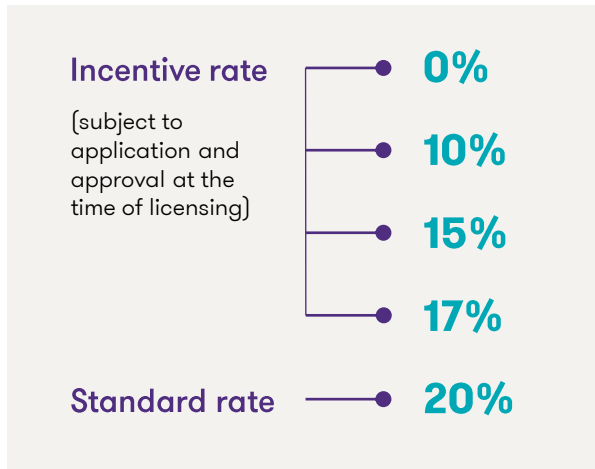 Incentive rate
(subject to
application and
approval at the
time of licensing)
0%
10%
15%
17%
Standard rate
20%